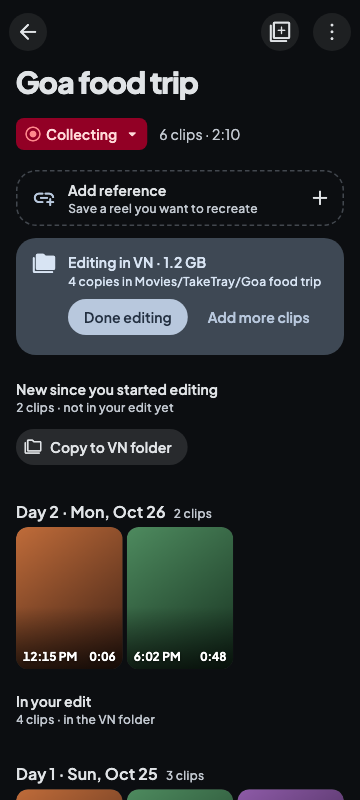 Goa food trip
Collecting
6 clips · 2:10
Add reference
Save a reel you want to recreate
Editing in VN · 1.2 GB
4 copies in Movies/TakeTray/Goa food trip
Done editing
Add more clips
New since you started editing
2 clips · not in your edit yet
Copy to VN folder
Day 2 · Mon, Oct 26 2 clips
12:15 PM 0:06
6:02 PM 0:48
In your edit
4 clips · in the VN folder
Day 1 · Sun, Oct 25 3 clips